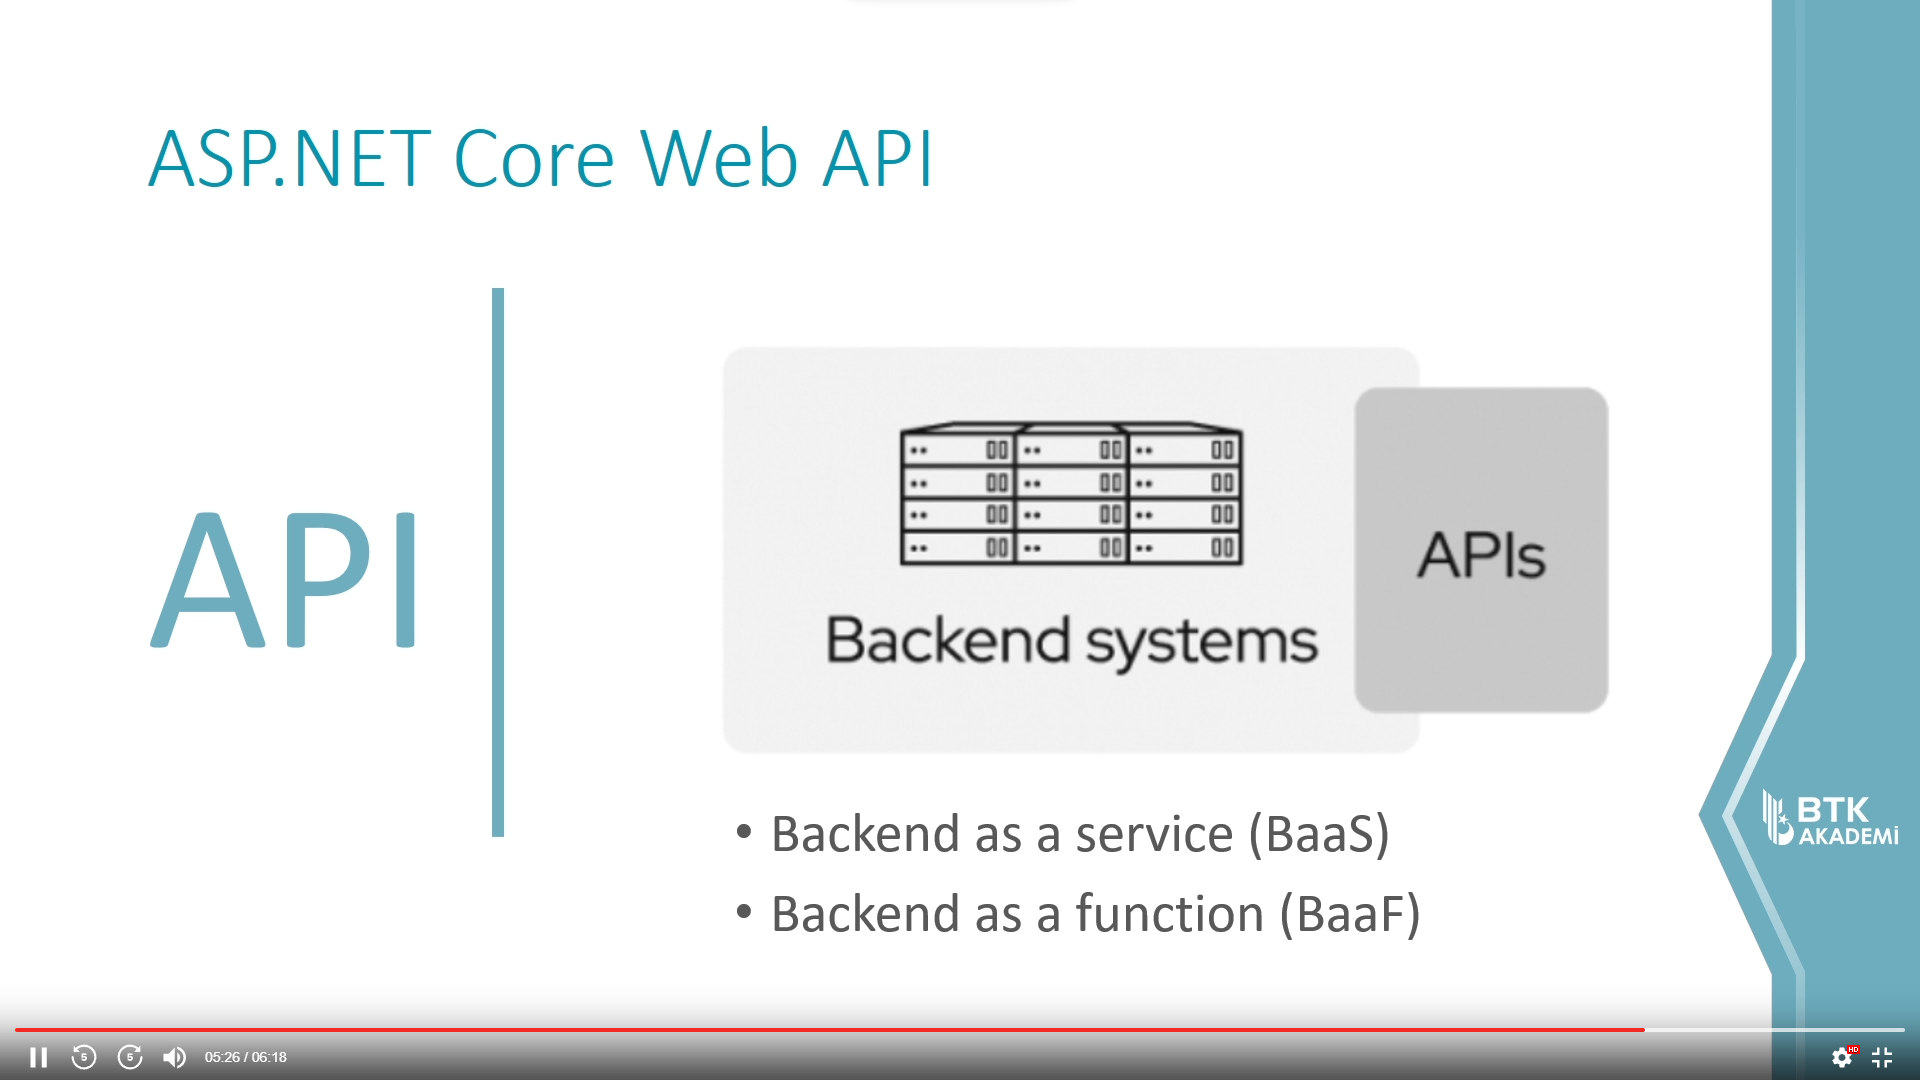 ASP.NET Core Web API
API
Backend systems
APIs
• Backend as a service (BaaS)
• Backend as a function (BaaF)
BTK
AKADEMİ
5
5
05:26 / 06:18
HD